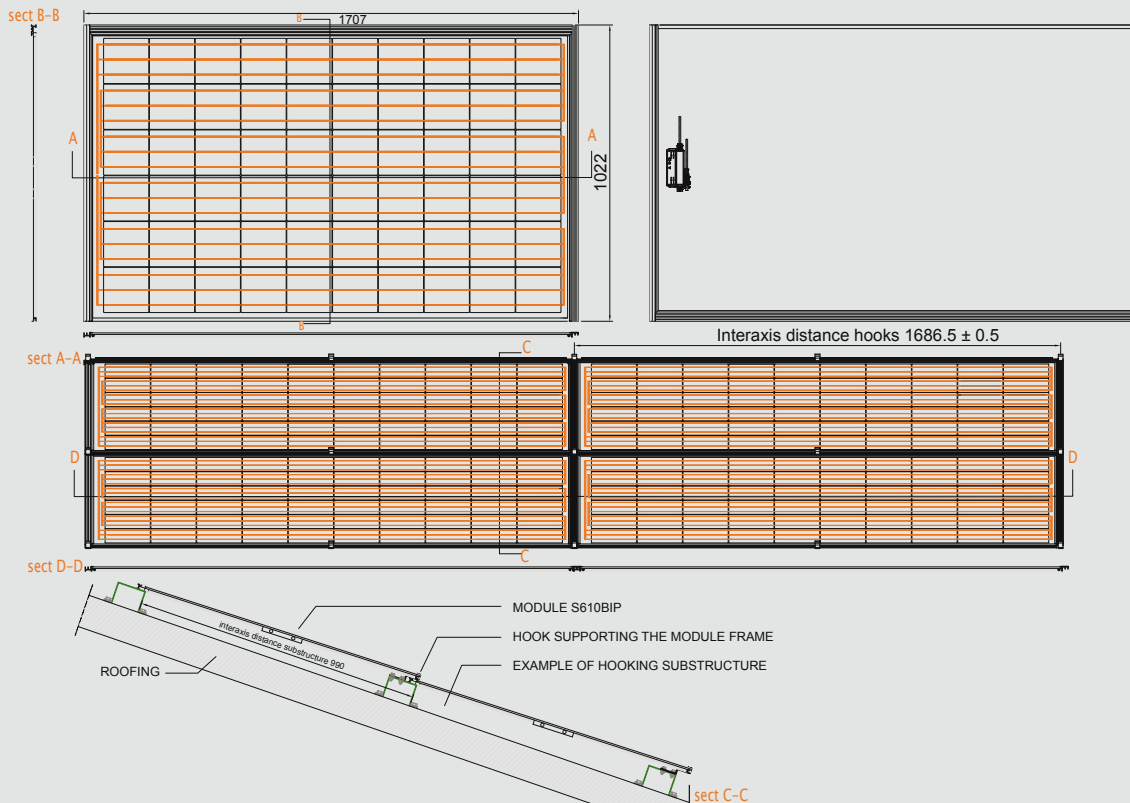 sect B–B
B
1707
A
A
1022
B
Interaxis distance hooks 1686.5 ± 0.5
sect A–A
C
D
D
C
sect D–D
MODULE S610BIP
interaxis distance substructure 990
HOOK SUPPORTING THE MODULE FRAME
ROOFING
EXAMPLE OF HOOKING SUBSTRUCTURE
sect C–C